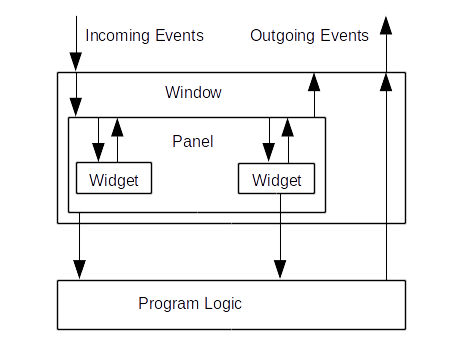 Incoming Events
Outgoing Events
Window
Panel
Widget
Widget
Program Logic